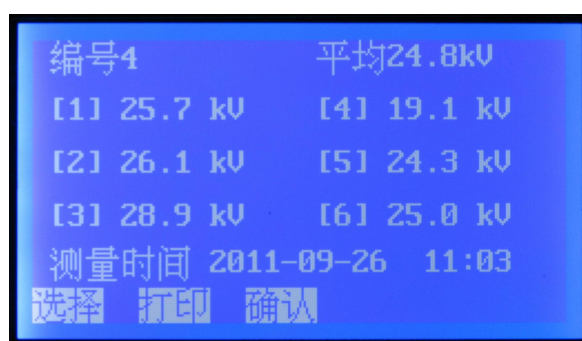 编号4 平均24.8kV
[1] 25.7 kV [4] 19.1 kV
[2] 26.1 kV [5] 24.3 kV
[3] 28.9 kV [6] 25.0 kV
测量时间 2011-09-26 11:03
选择 打印 确认